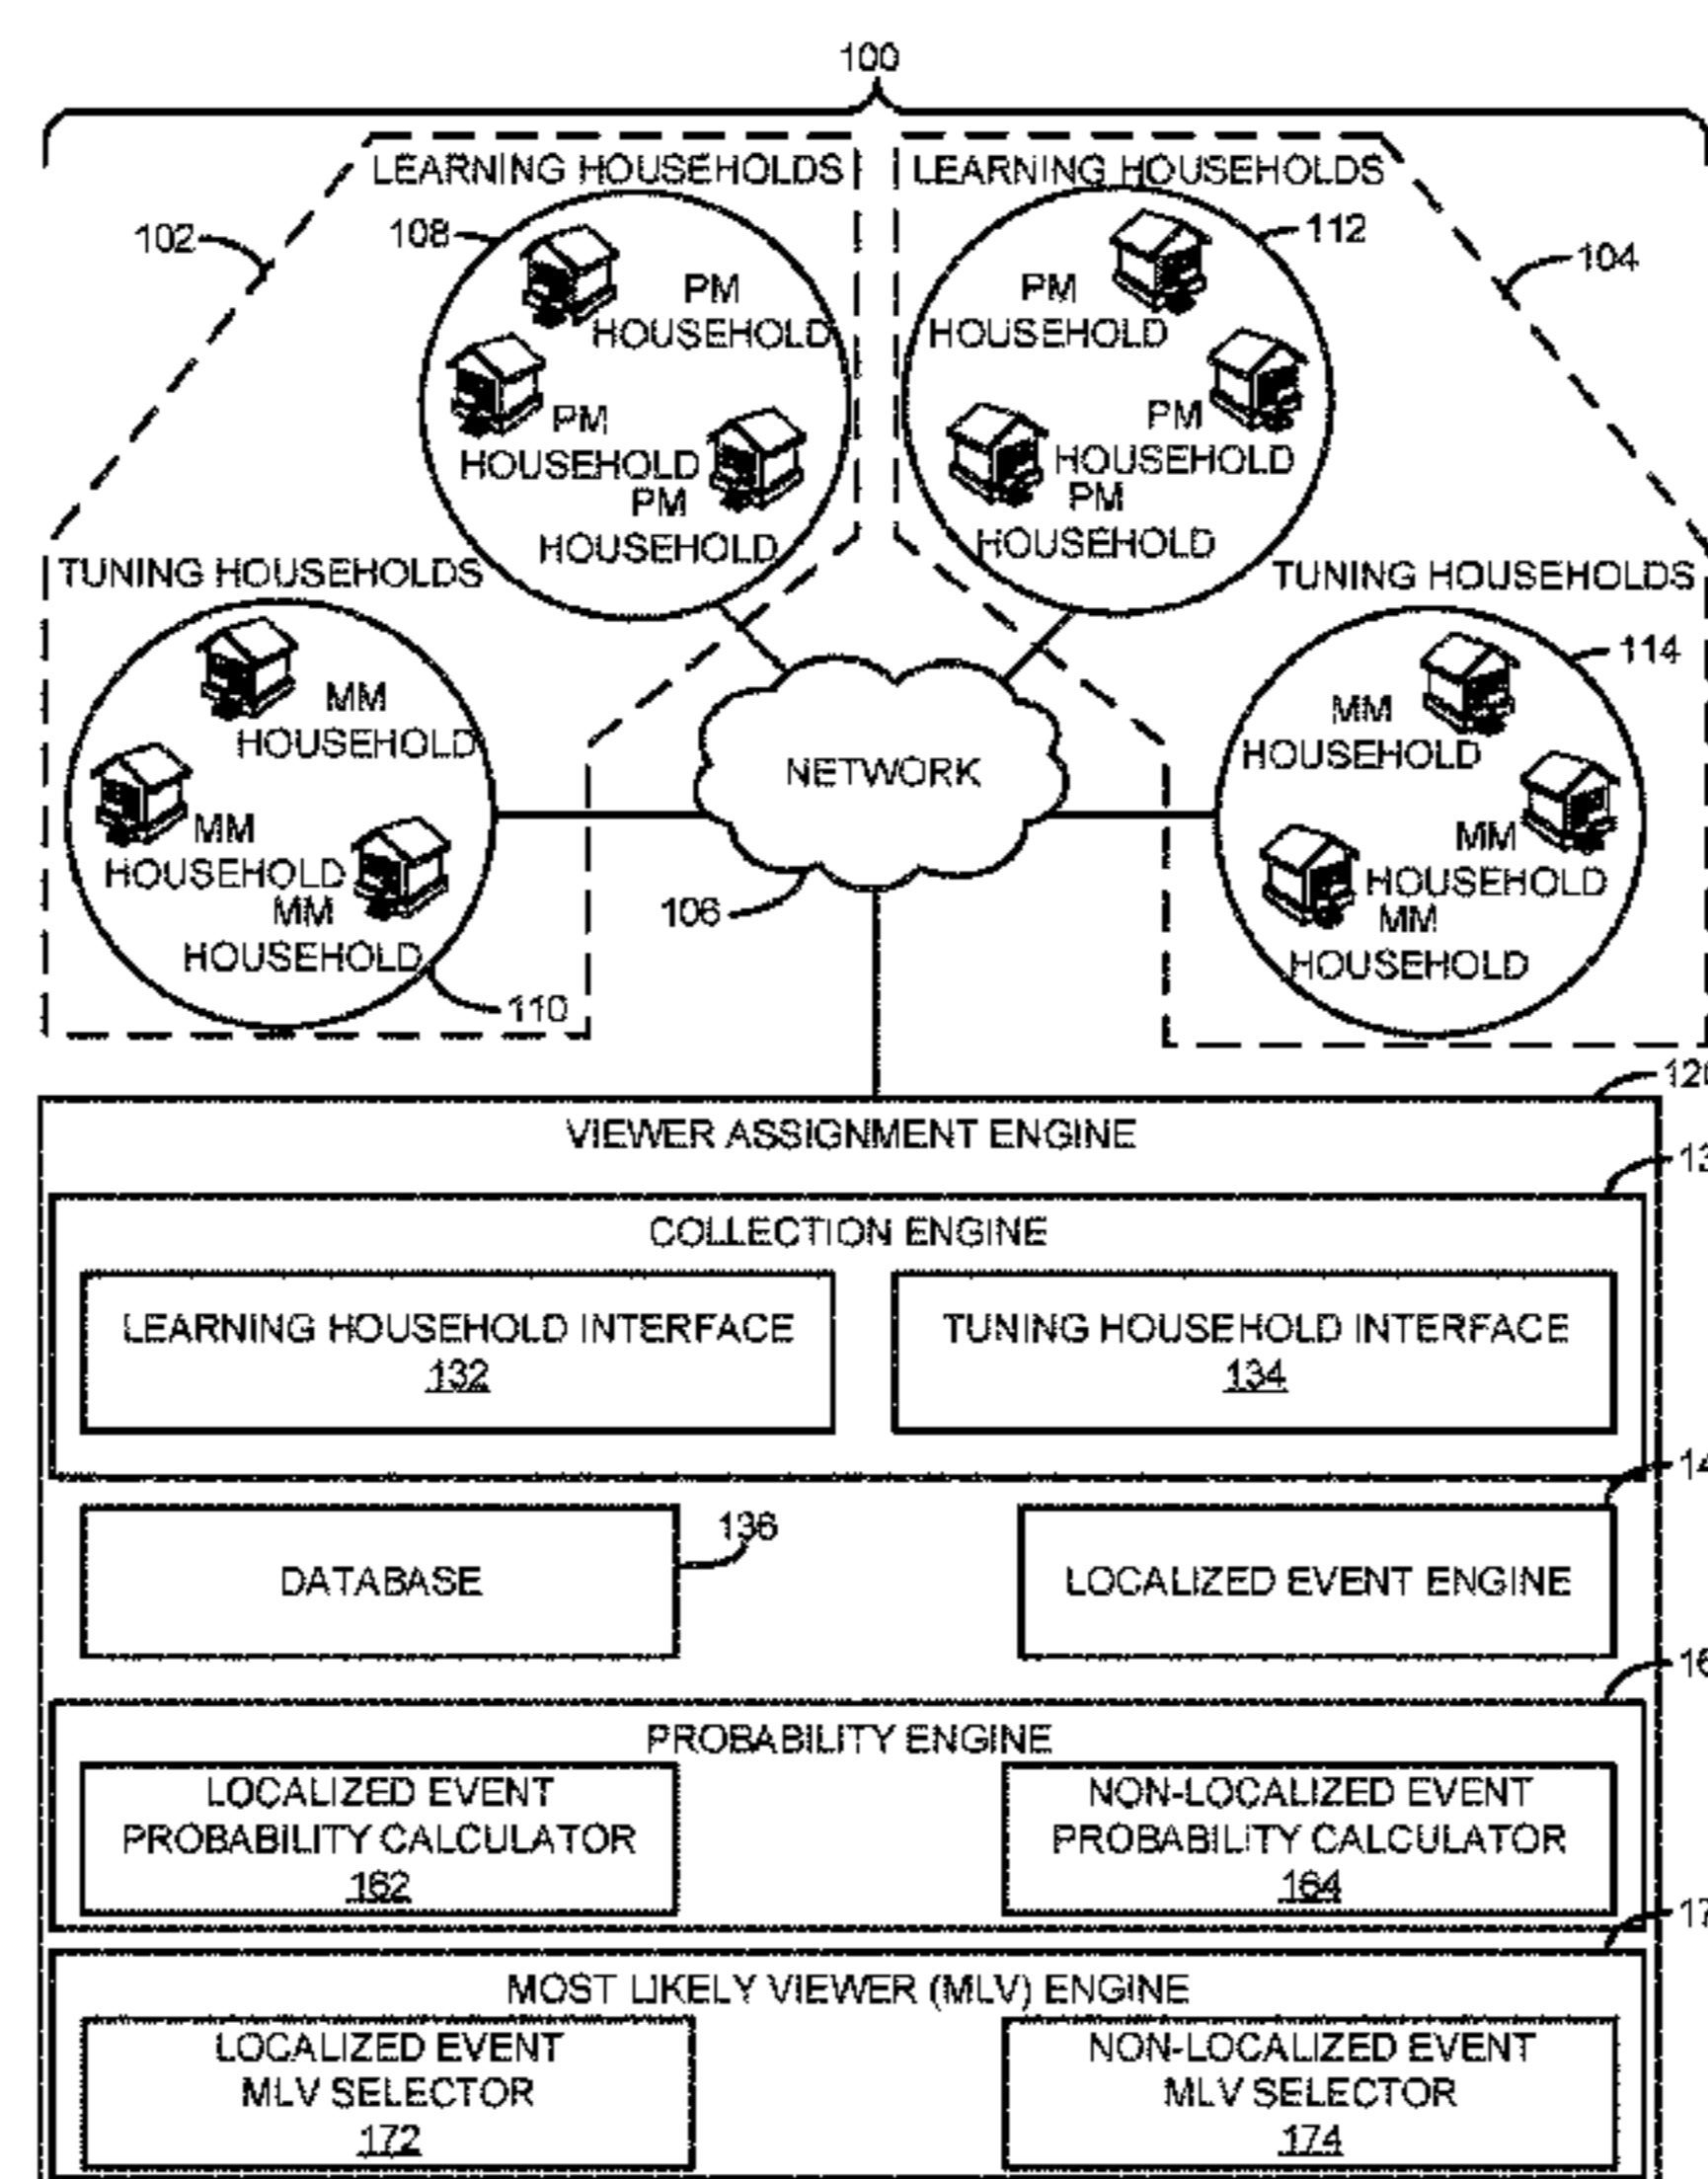 100
LEARNING HOUSEHOLDS
LEARNING HOUSEHOLDS
102
108
112
104
PM
HOUSEHOLD
PM
HOUSEHOLD
PM
HOUSEHOLD
PM
HOUSEHOLD
PM
HOUSEHOLD
PM
HOUSEHOLD
TUNING HOUSEHOLDS
TUNING HOUSEHOLDS
114
MM
HOUSEHOLD
MM
HOUSEHOLD
MM
HOUSEHOLD
110
NETWORK
106
MM
HOUSEHOLD
MM
HOUSEHOLD
MM
HOUSEHOLD
VIEWER ASSIGNMENT ENGINE
COLLECTION ENGINE
LEARNING HOUSEHOLD INTERFACE
132
TUNING HOUSEHOLD INTERFACE
134
DATABASE
136
LOCALIZED EVENT ENGINE
PROBABILITY ENGINE
LOCALIZED EVENT
PROBABILITY CALCULATOR
162
NON-LOCALIZED EVENT
PROBABILITY CALCULATOR
164
MOST LIKELY VIEWER (MLV) ENGINE
LOCALIZED EVENT
MLV SELECTOR
172
NON-LOCALIZED EVENT
MLV SELECTOR
174